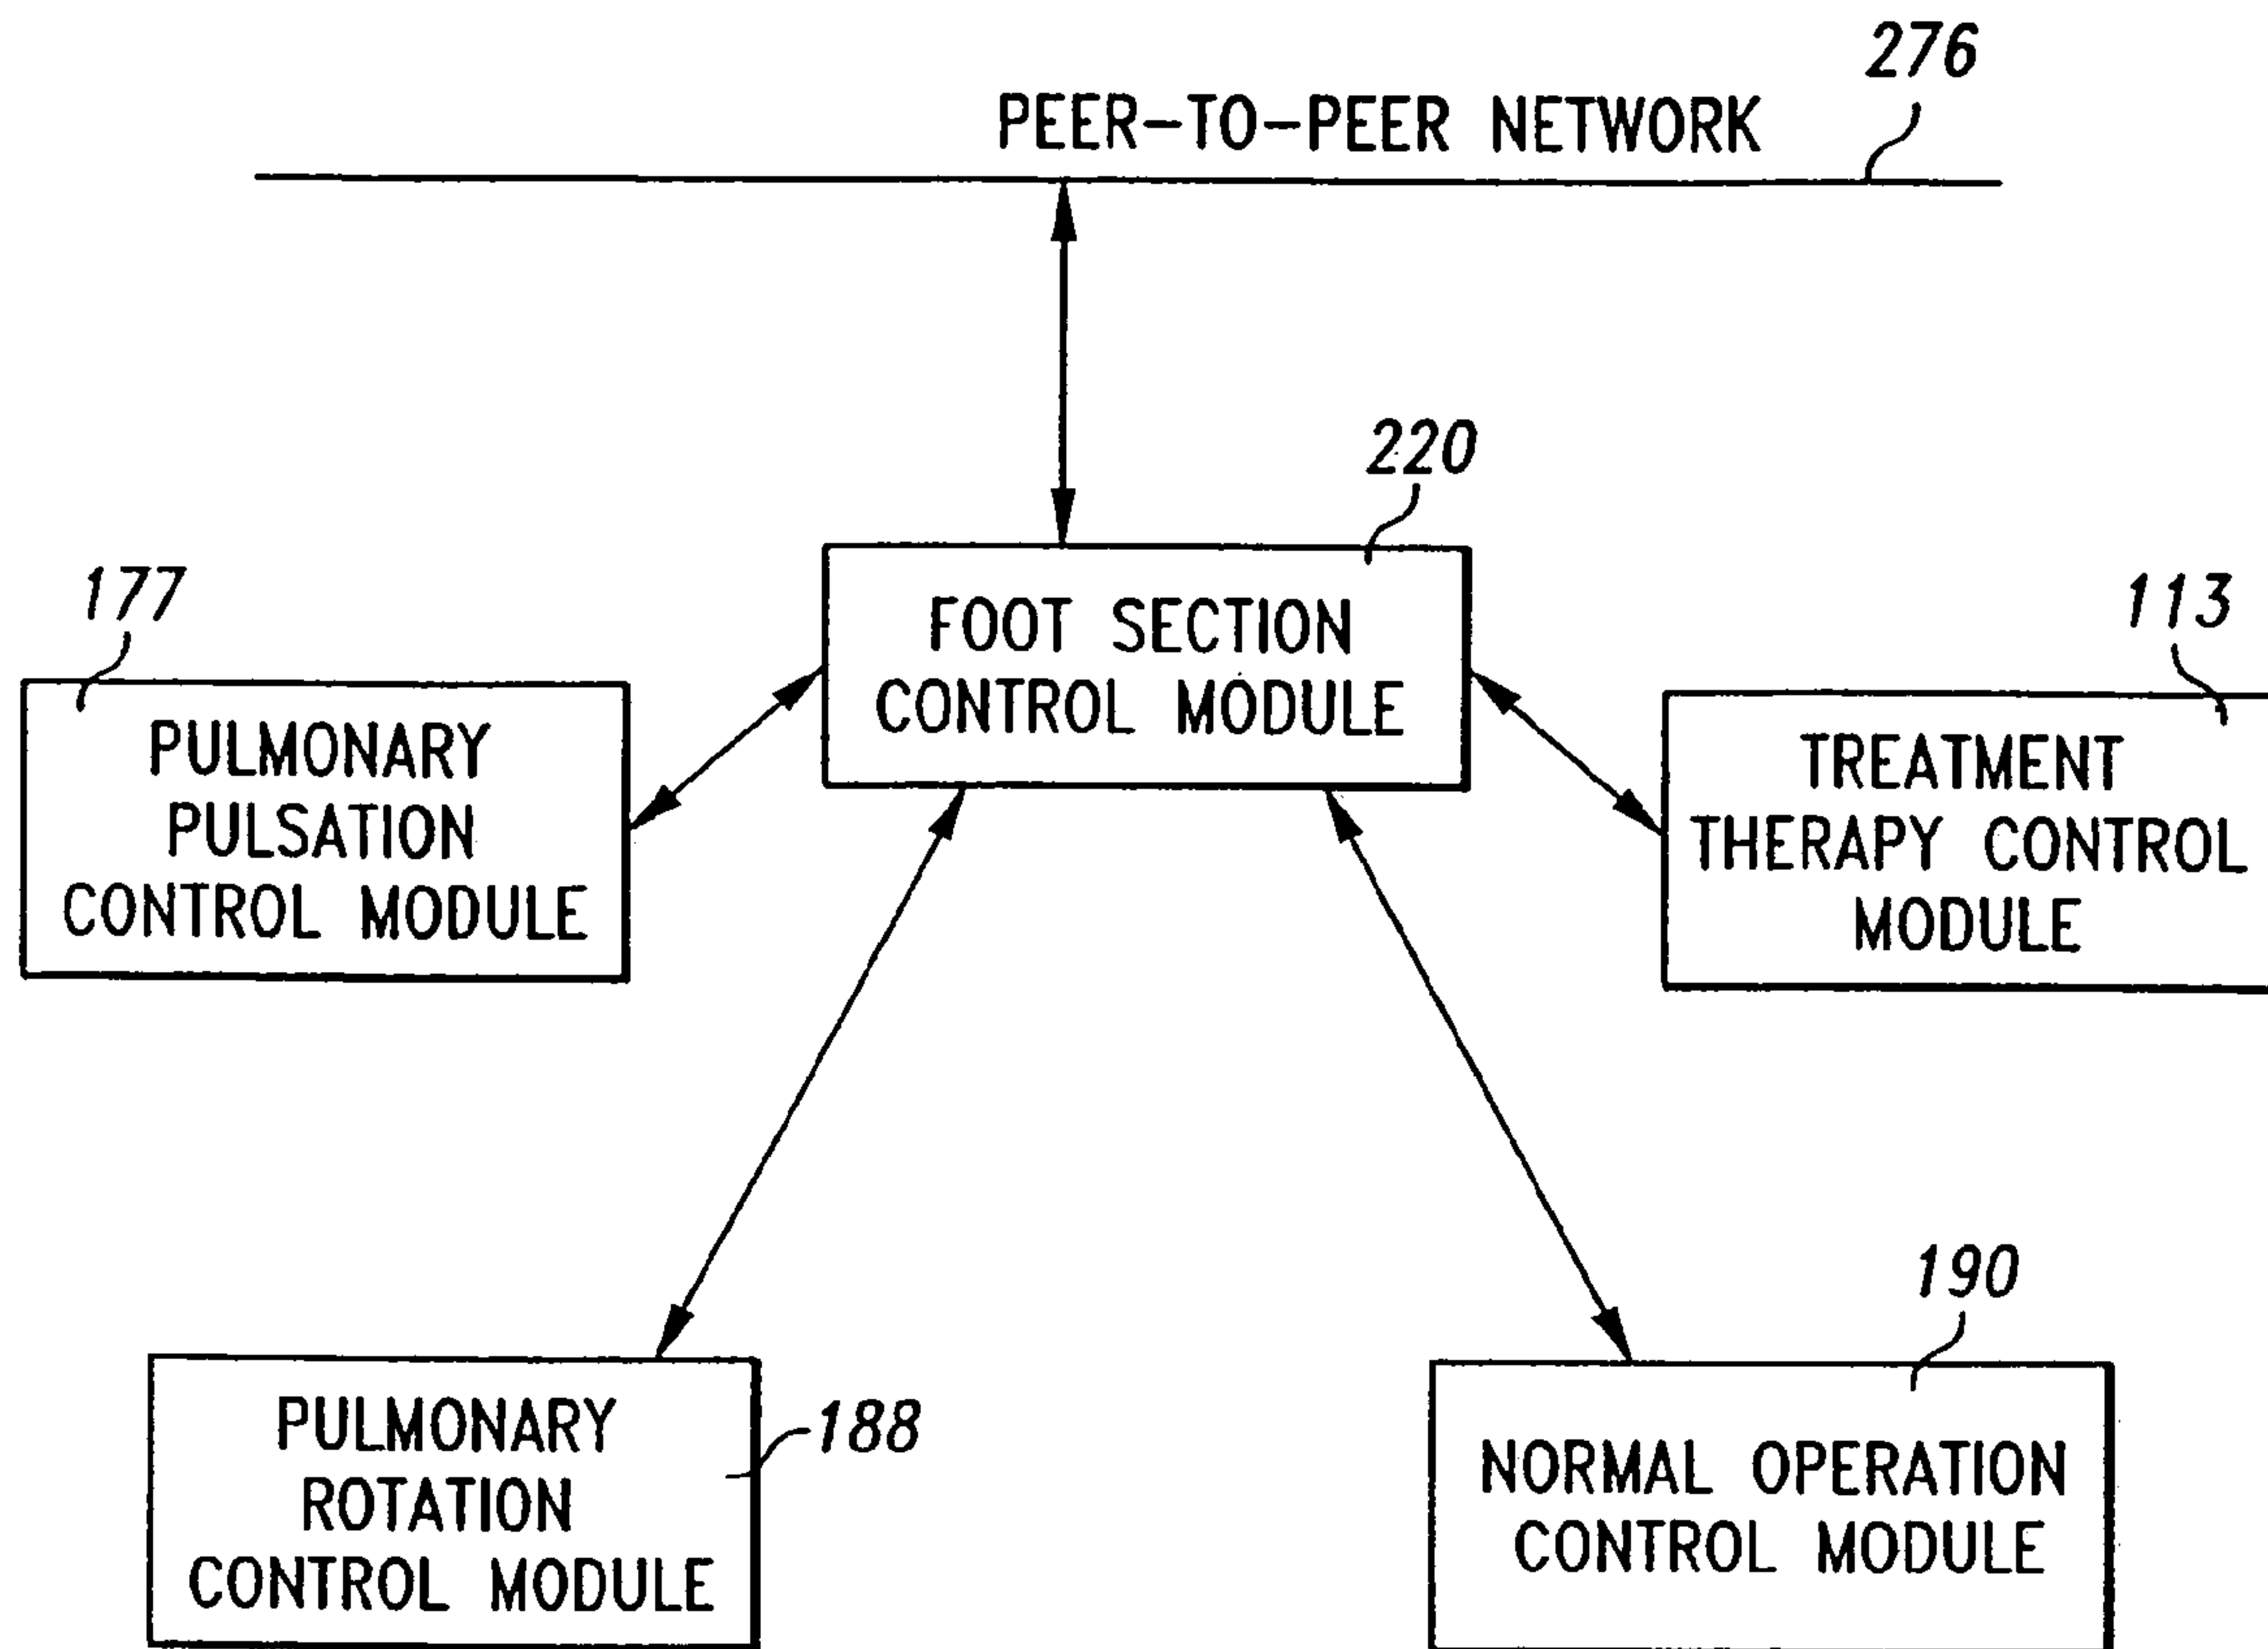 276
PEER-TO-PEER NETWORK
220
FOOT SECTION
CONTROL MODULE
177
PULMONARY
PULSATION
CONTROL MODULE
113
TREATMENT
THERAPY CONTROL
MODULE
188
PULMONARY
ROTATION
CONTROL MODULE
190
NORMAL OPERATION
CONTROL MODULE